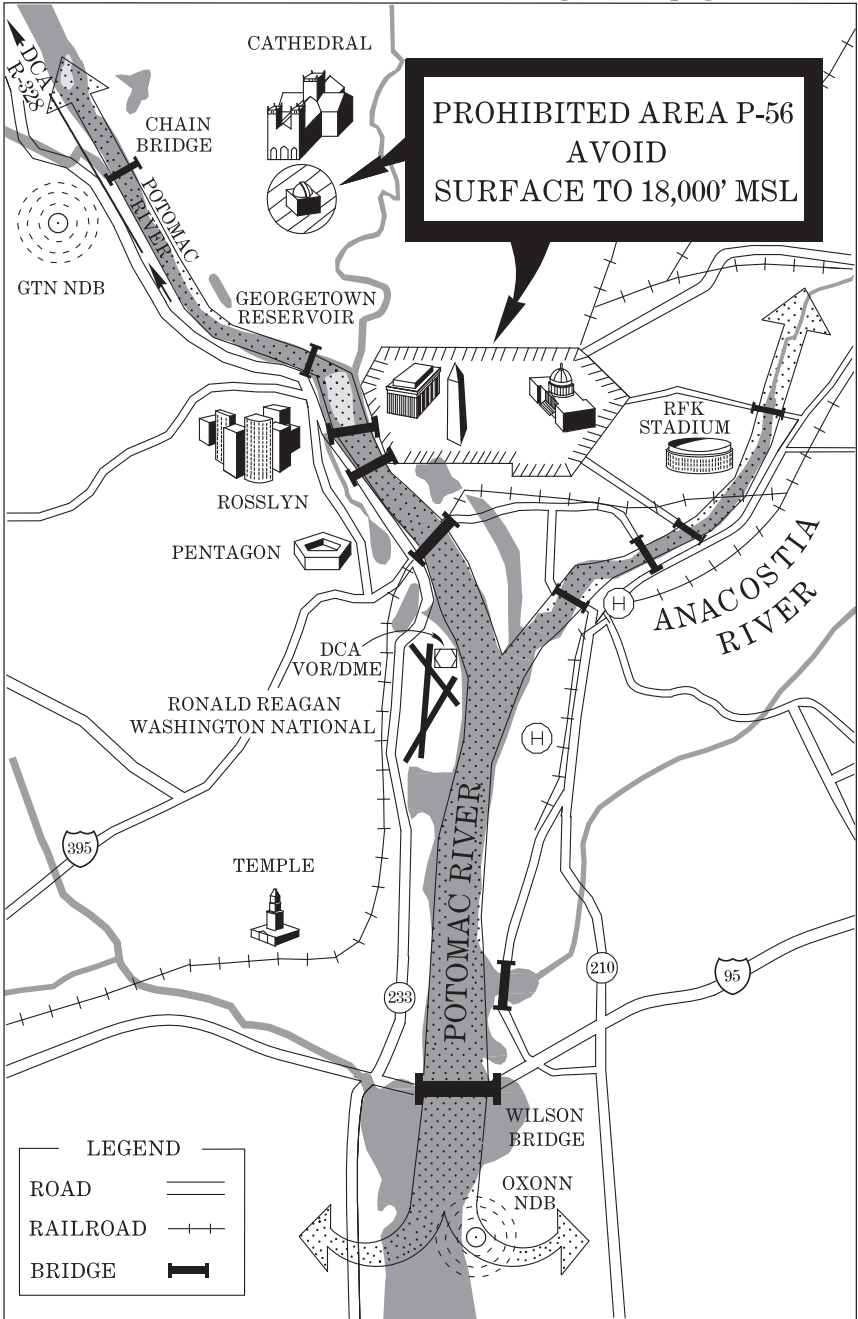 DCA
R-328
CATHEDRAL
PROHIBITED AREA P-56
AVOID
SURFACE TO 18,000' MSL
CHAIN
BRIDGE
POTOMAC
RIVER
GTN NDB
GEORGETOWN
RESERVOIR
RFK
STADIUM
ROSSLYN
PENTAGON
ANACOSTIA
RIVER
H
DCA
VOR/DME
RONALD REAGAN
WASHINGTON NATIONAL
H
POTOMAC RIVER
395
TEMPLE
233
210
95
WILSON
BRIDGE
OXONN
NDB
LEGEND
ROAD
RAILROAD
BRIDGE